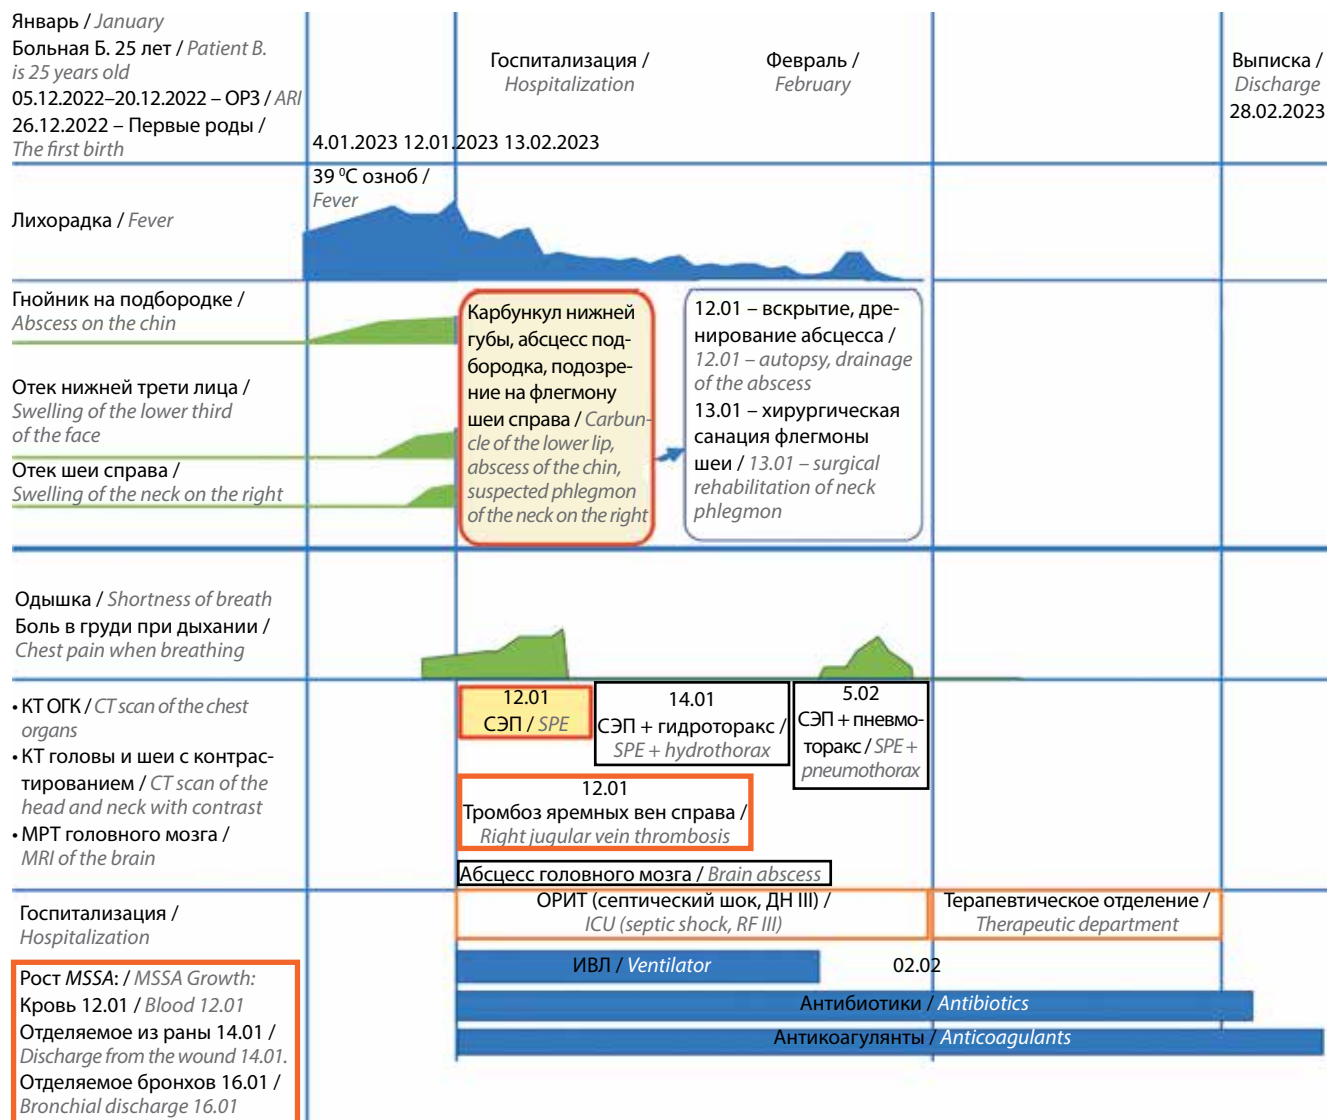 Январь / January
Больная Б. 25 лет / Patient B.
is 25 years old
05.12.2022–20.12.2022 – ОРЗ / ARI
26.12.2022 – Первые роды /
The first birth
Госпитализация /
Hospitalization
Февраль /
February
Выписка /
Discharge
28.02.2023
4.01.2023 12.01.2023 13.02.2023
39 ⁰C озноб /
Fever
Лихорадка / Fever
Гнойник на подбородке /
Abscess on the chin
Отек нижней трети лица /
Swelling of the lower third
of the face
Отек шеи справа /
Swelling of the neck on the right
Карбункул нижней
губы, абсцесс под-
бородка, подозре-
ние на флегмону
шеи справа / Carbun-
cle of the lower lip,
abscess of the chin,
suspected phlegmon
of the neck on the right
12.01 – вскрытие, дре-
нирование абсцесса /
12.01 – autopsy, drainage
of the abscess
13.01 – хирургическая
санация флегмоны
шеи / 13.01 – surgical
rehabilitation of neck
phlegmon
Одышка / Shortness of breath
Боль в груди при дыхании /
Chest pain when breathing
• КТ ОГК / CT scan of the chest
organs
• КТ головы и шеи с контрас-
тированием / CT scan of the
head and neck with contrast
• МРТ головного мозга /
MRI of the brain
12.01
СЭП / SPE
14.01
СЭП + гидроторакс /
SPE + hydrothorax
5.02
СЭП + пневмо-
торакс / SPE +
pneumothorax
12.01
Тромбоз яремных вен справа /
Right jugular vein thrombosis
Абсцесс головного мозга / Brain abscess
Госпитализация /
Hospitalization
ОРИТ (септический шок, ДН III) /
ICU (septic shock, RF III)
Терапевтическое отделение /
Therapeutic department
ИВЛ / Ventilator
02.02
Антибиотики / Antibiotics
Антикоагулянты / Anticoagulants
Рост MSSA: / MSSA Growth:
Кровь 12.01 / Blood 12.01
Отделяемое из раны 14.01 /
Discharge from the wound 14.01.
Отделяемое бронхов 16.01 /
Bronchial discharge 16.01